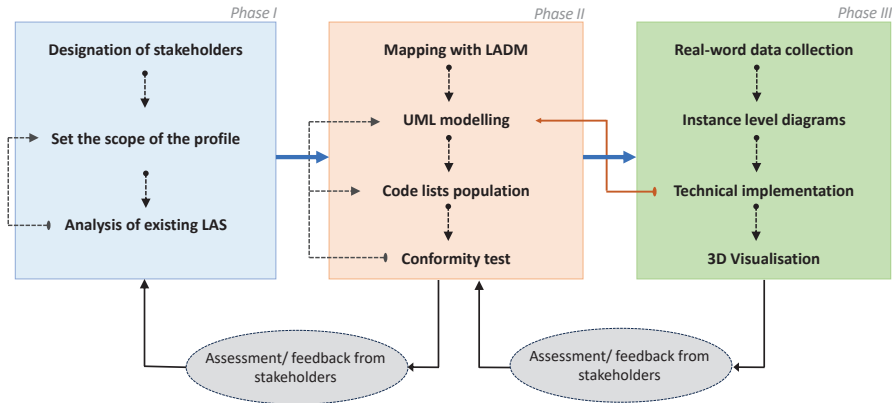 Phase I
Designation of stakeholders
Set the scope of the profile
Analysis of existing LAS
Phase II
Mapping with LADM
UML modelling
Code lists population
Conformity test
Phase III
Real-word data collection
Instance level diagrams
Technical implementation
3D Visualisation
Assessment/ feedback from
stakeholders
Assessment/ feedback from
stakeholders